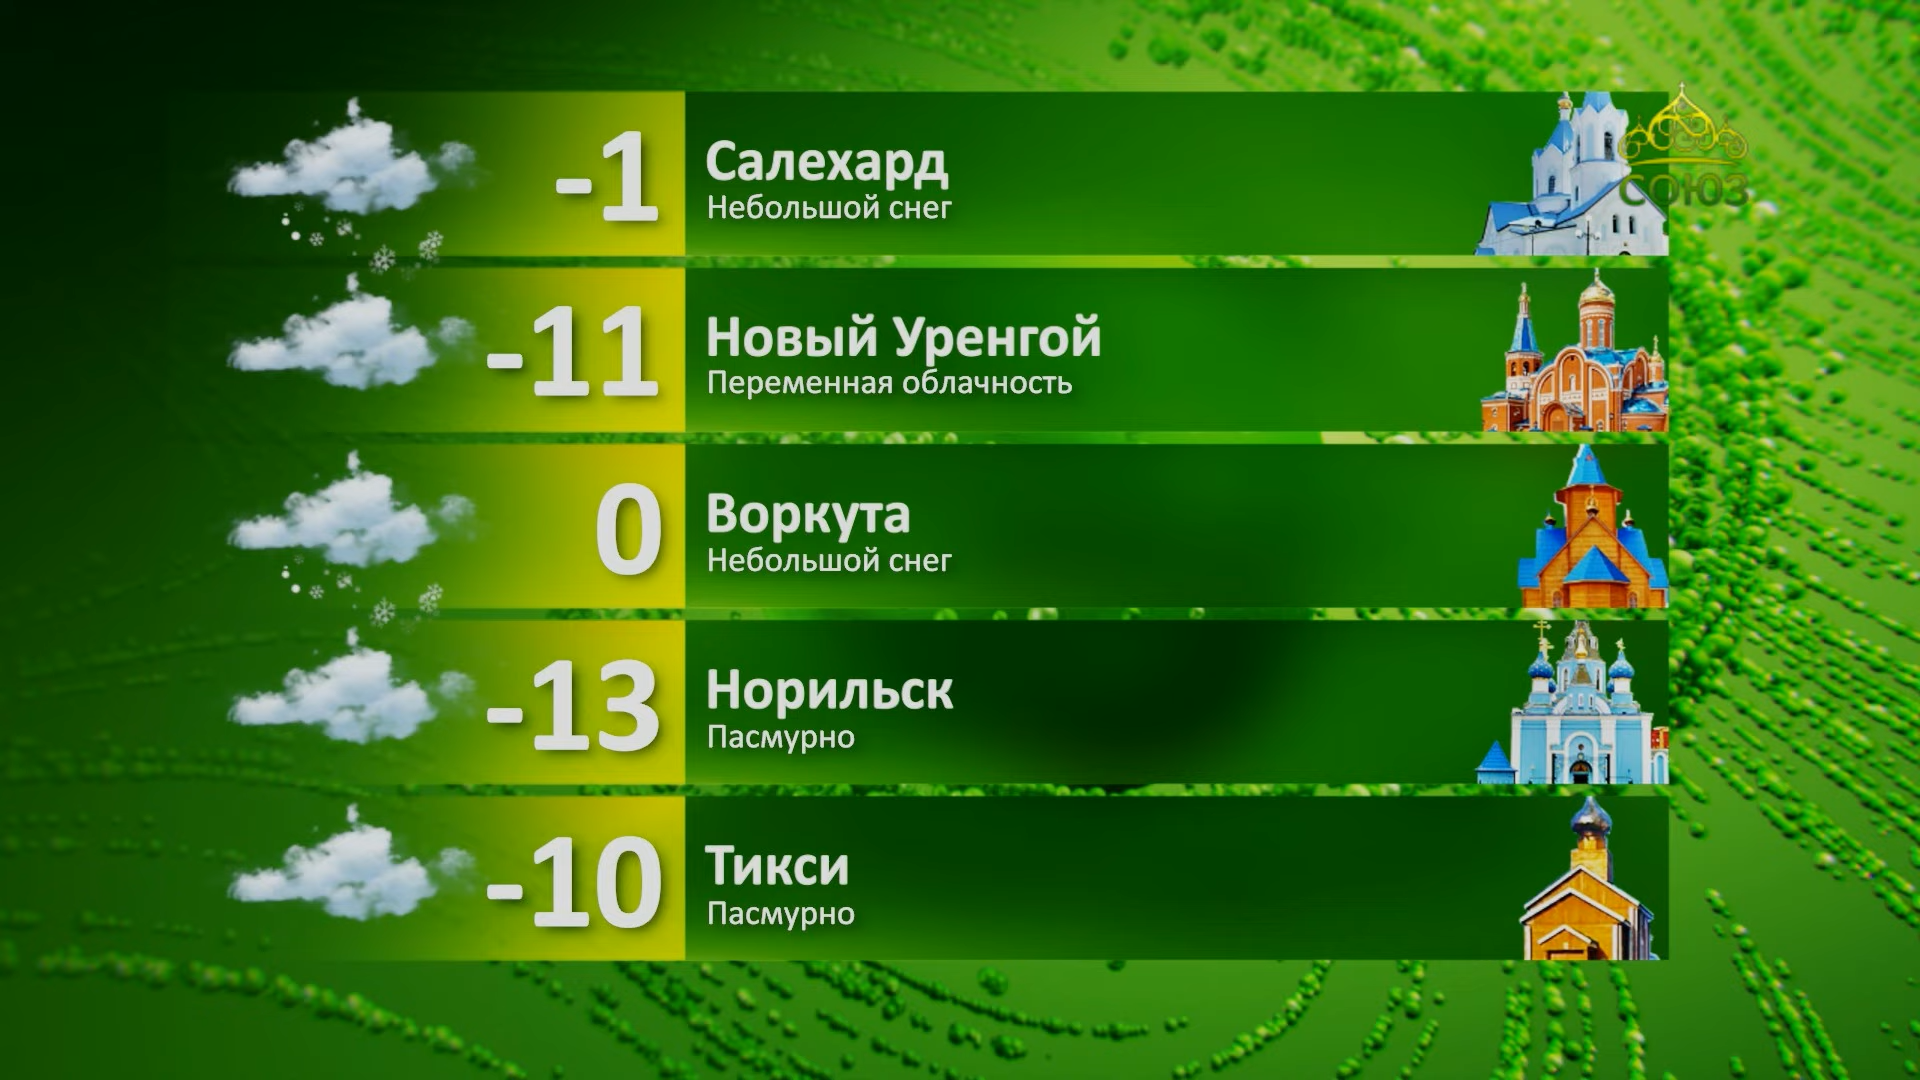 -1
Салехард
Небольшой снег
СОЮЗ
-11
Новый Уренгой
Переменная облачность
0
Воркута
Небольшой снег
-13
Норильск
Пасмурно
-10
Тикси
Пасмурно